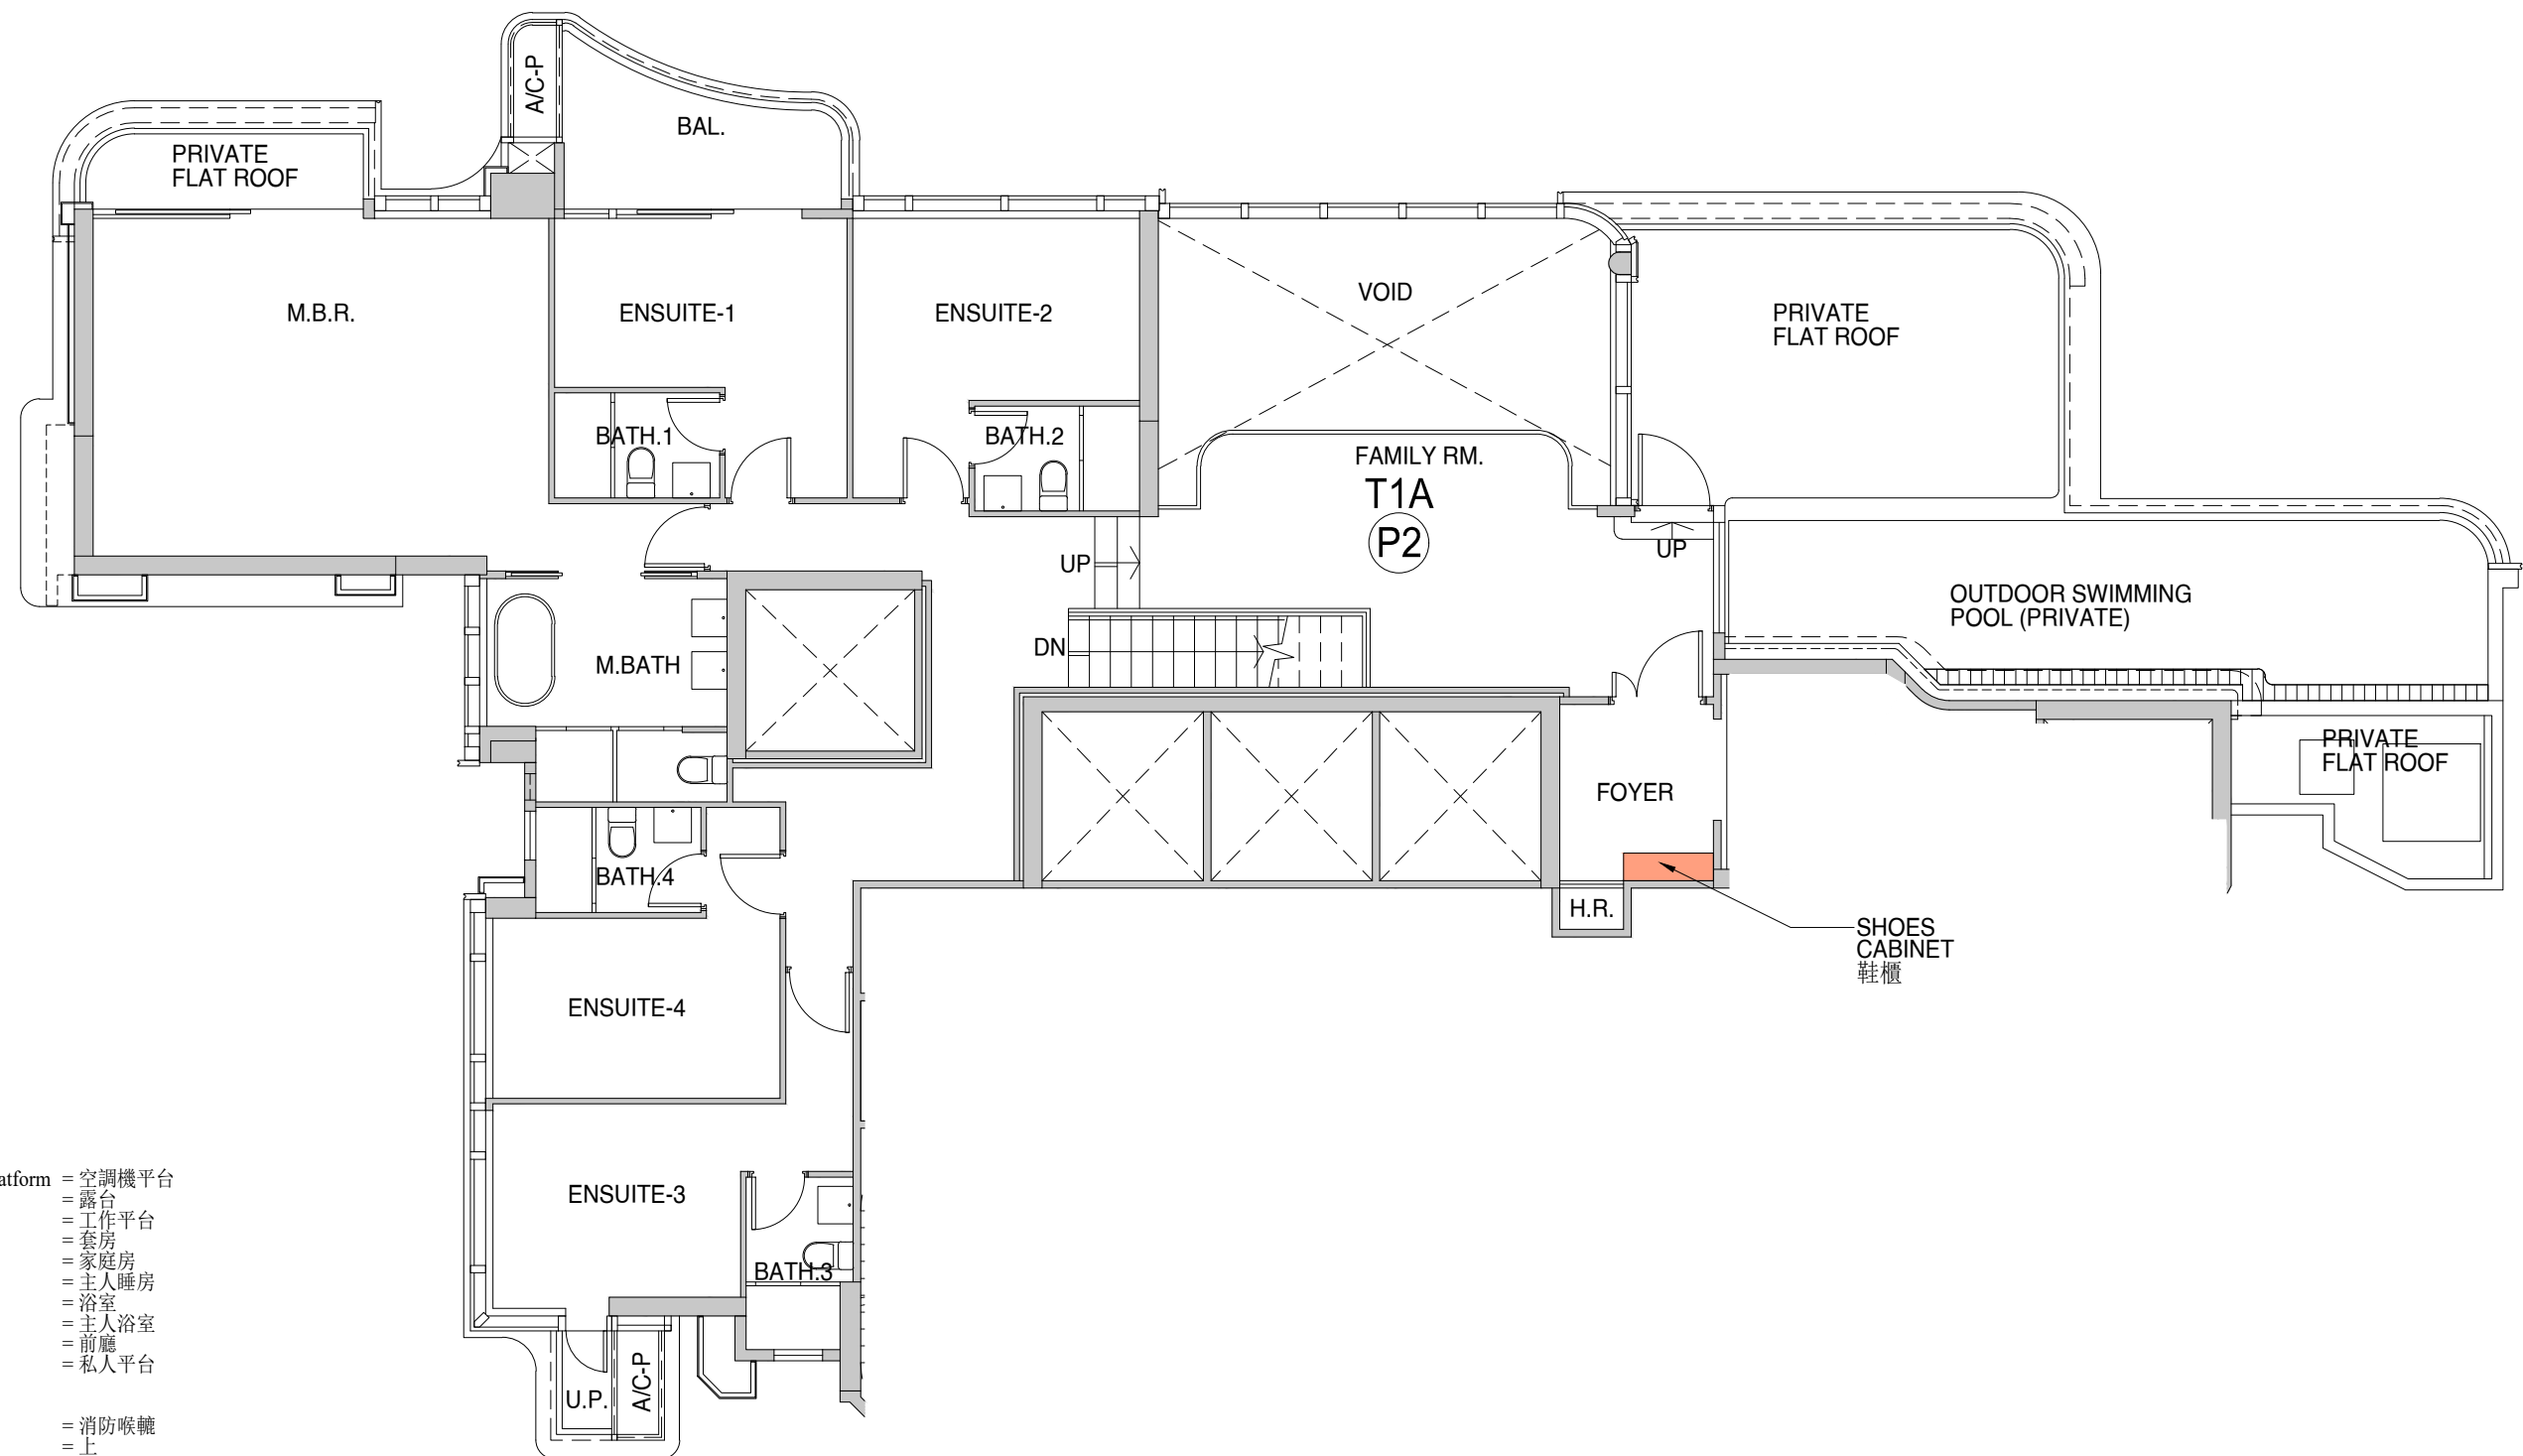 A/C-P
BAL.
PRIVATE
FLAT ROOF
M.B.R.
ENSUITE-1
ENSUITE-2
VOID
PRIVATE
FLAT ROOF
BATH.1
BATH.2
FAMILY RM.
T1A
P2
UP
UP
OUTDOOR SWIMMING
POOL (PRIVATE)
DN
M.BATH
PRIVATE
FLAT ROOF
FOYER
BATH.4
H.R.
SHOES
CABINET
鞋櫃
ENSUITE-4
ENSUITE-3
BATH.3
U.P.
A/C-P
atform = 空調機平台
= 露台
= 工作平台
= 套房
= 家庭房
= 主人睡房
= 浴室
= 主人浴室
= 前廳
= 私人平台
= 消防喉轆
= 上